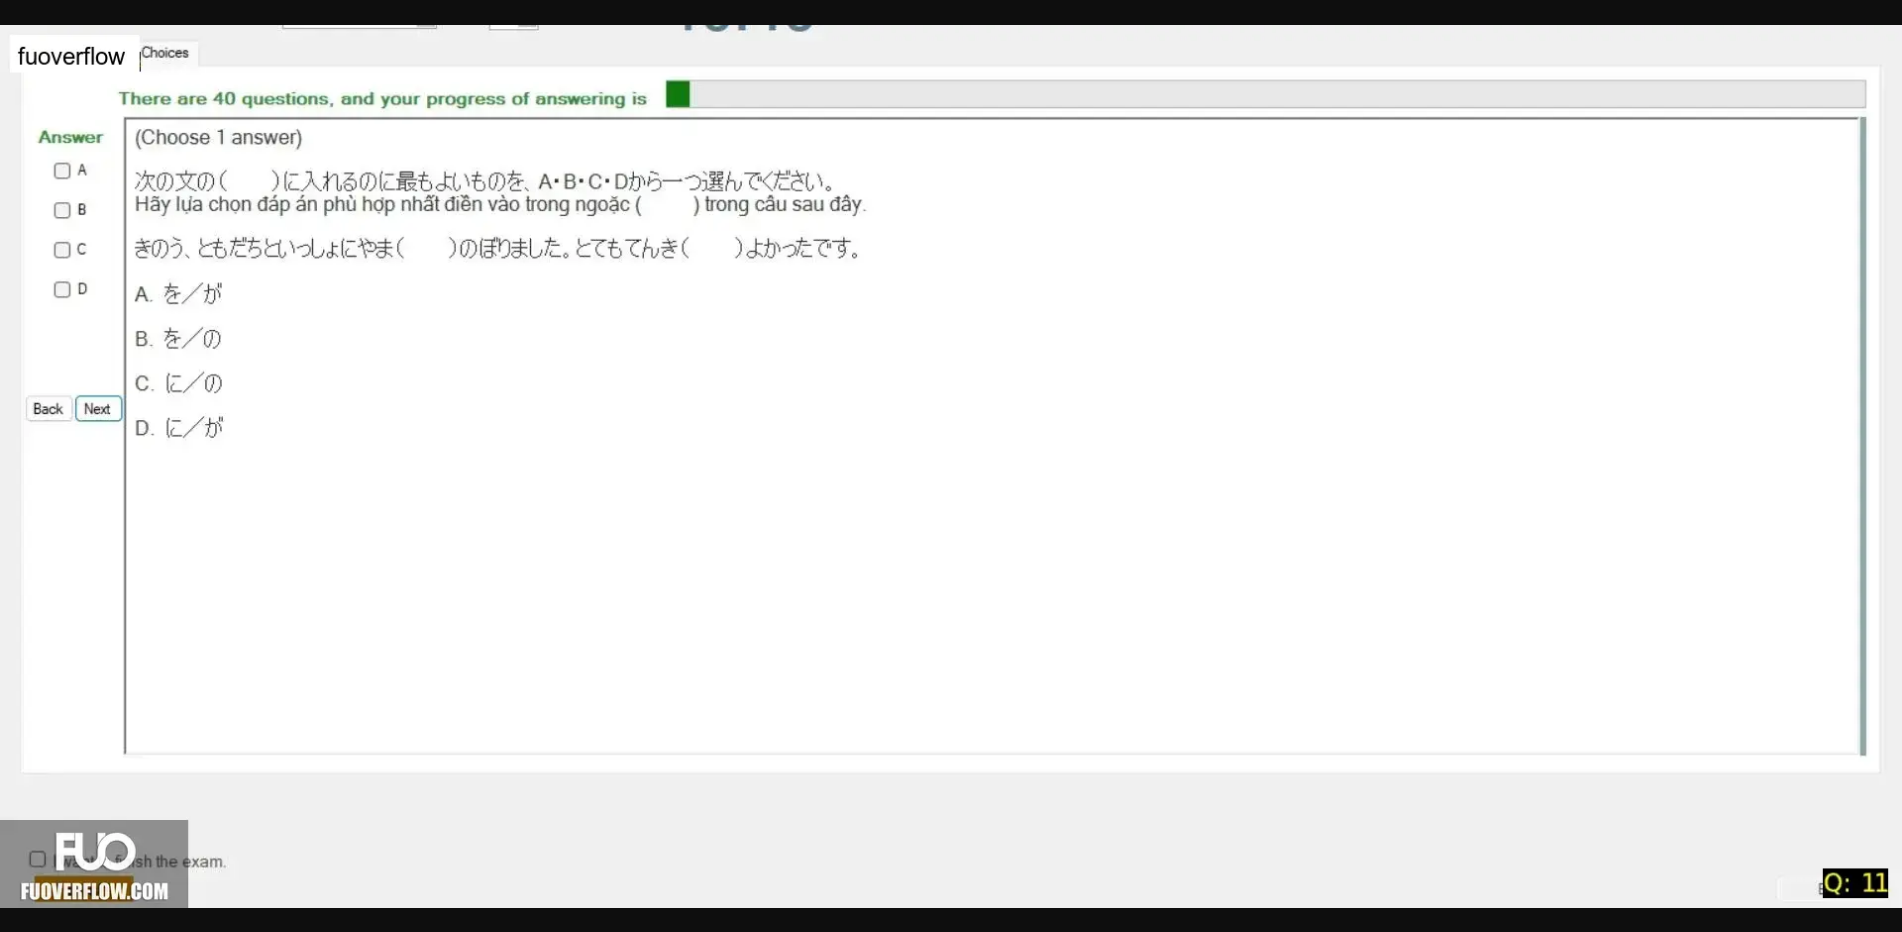 fuoverflow
Choices
There are 40 questions, and your progress of answering is
Answer
(Choose 1 answer)
A
次の文の(　　)に入れるのに最もよいものを、A・B・C・Dから一つ選んでください。
B
Hãy lựa chọn đáp án phù hợp nhất điền vào trong ngoặc (　　) trong câu sau đây.
C
きのう、ともだちといっしょにやま(　　)のぼりました。とてもてんき(　　)よかったです。
D
A. を／が
B. を／の
C. に／の
Back
Next
D. に／が
FUO
finish the exam.
FUOVERFLOW.COM
Q: 11